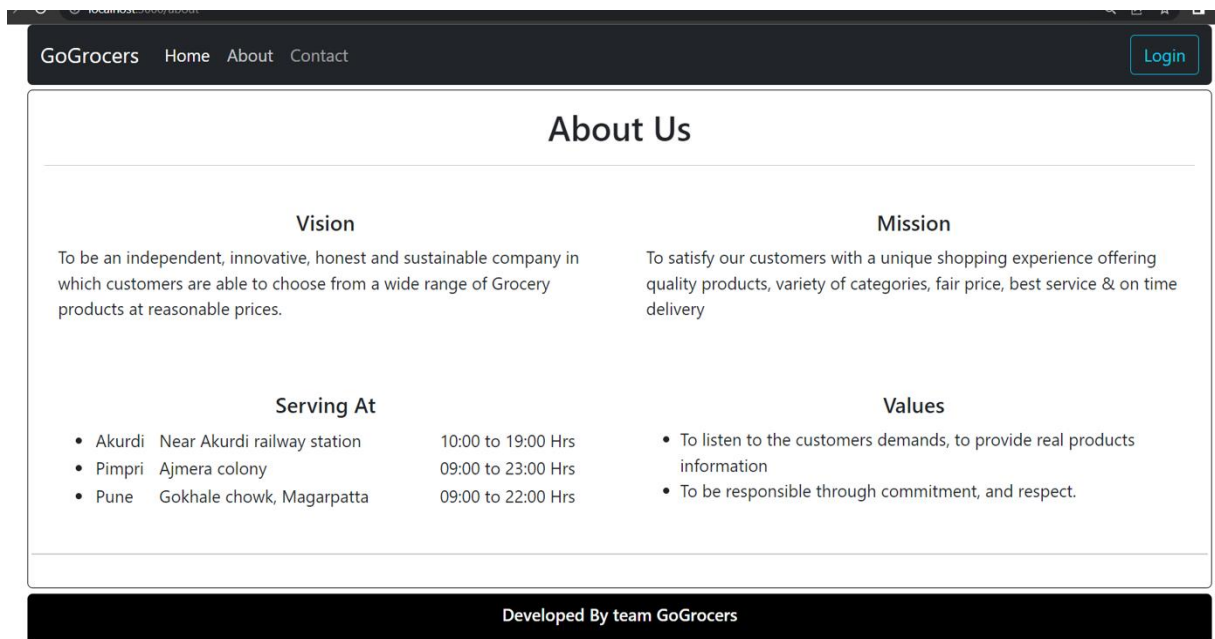 GoGrocers Home About Contact Login
About Us
Vision
To be an independent, innovative, honest and sustainable company in
which customers are able to choose from a wide range of Grocery
products at reasonable prices.
Mission
To satisfy our customers with a unique shopping experience offering
quality products, variety of categories, fair price, best service & on time
delivery
Serving At
• Akurdi Near Akurdi railway station 10:00 to 19:00 Hrs
• Pimpri Ajmera colony 09:00 to 23:00 Hrs
• Pune Gokhale chowk, Magarpatta 09:00 to 22:00 Hrs
Values
• To listen to the customers demands, to provide real products
information
• To be responsible through commitment, and respect.
Developed By team GoGrocers